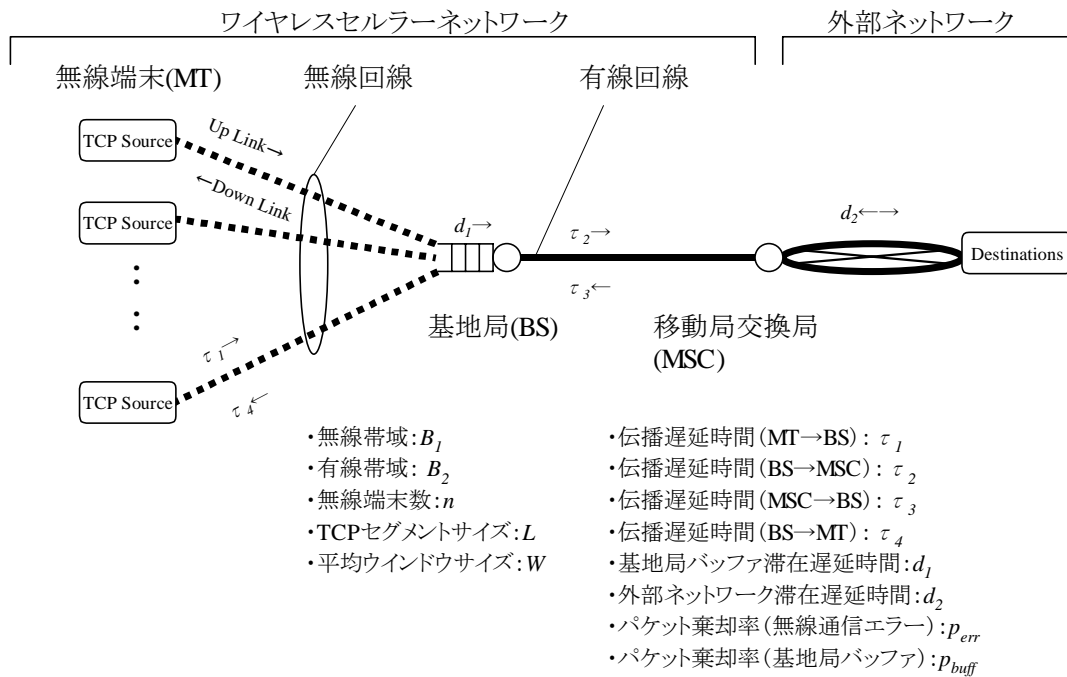 ワイヤレスセルラーネットワーク
外部ネットワーク
無線端末(MT)
無線回線
有線回線
TCP Source
Up Link→
←Down Link
TCP Source
d1→
τ2→
d2←→
Destinations
τ3←
基地局(BS)
移動局交換局
(MSC)
τ1→
TCP Source
τ4←
・無線帯域:B1
・有線帯域: B2
・無線端末数:n
・TCPセグメントサイズ:L
・平均ウインドウサイズ:W
・伝播遅延時間(MT→BS): τ1
・伝播遅延時間(BS→MSC): τ2
・伝播遅延時間(MSC→BS): τ3
・伝播遅延時間(BS→MT): τ4
・基地局バッファ滞在遅延時間:d1
・外部ネットワーク滞在遅延時間:d2
・パケット棄却率(無線通信エラー):perr
・パケット棄却率(基地局バッファ):pbuff